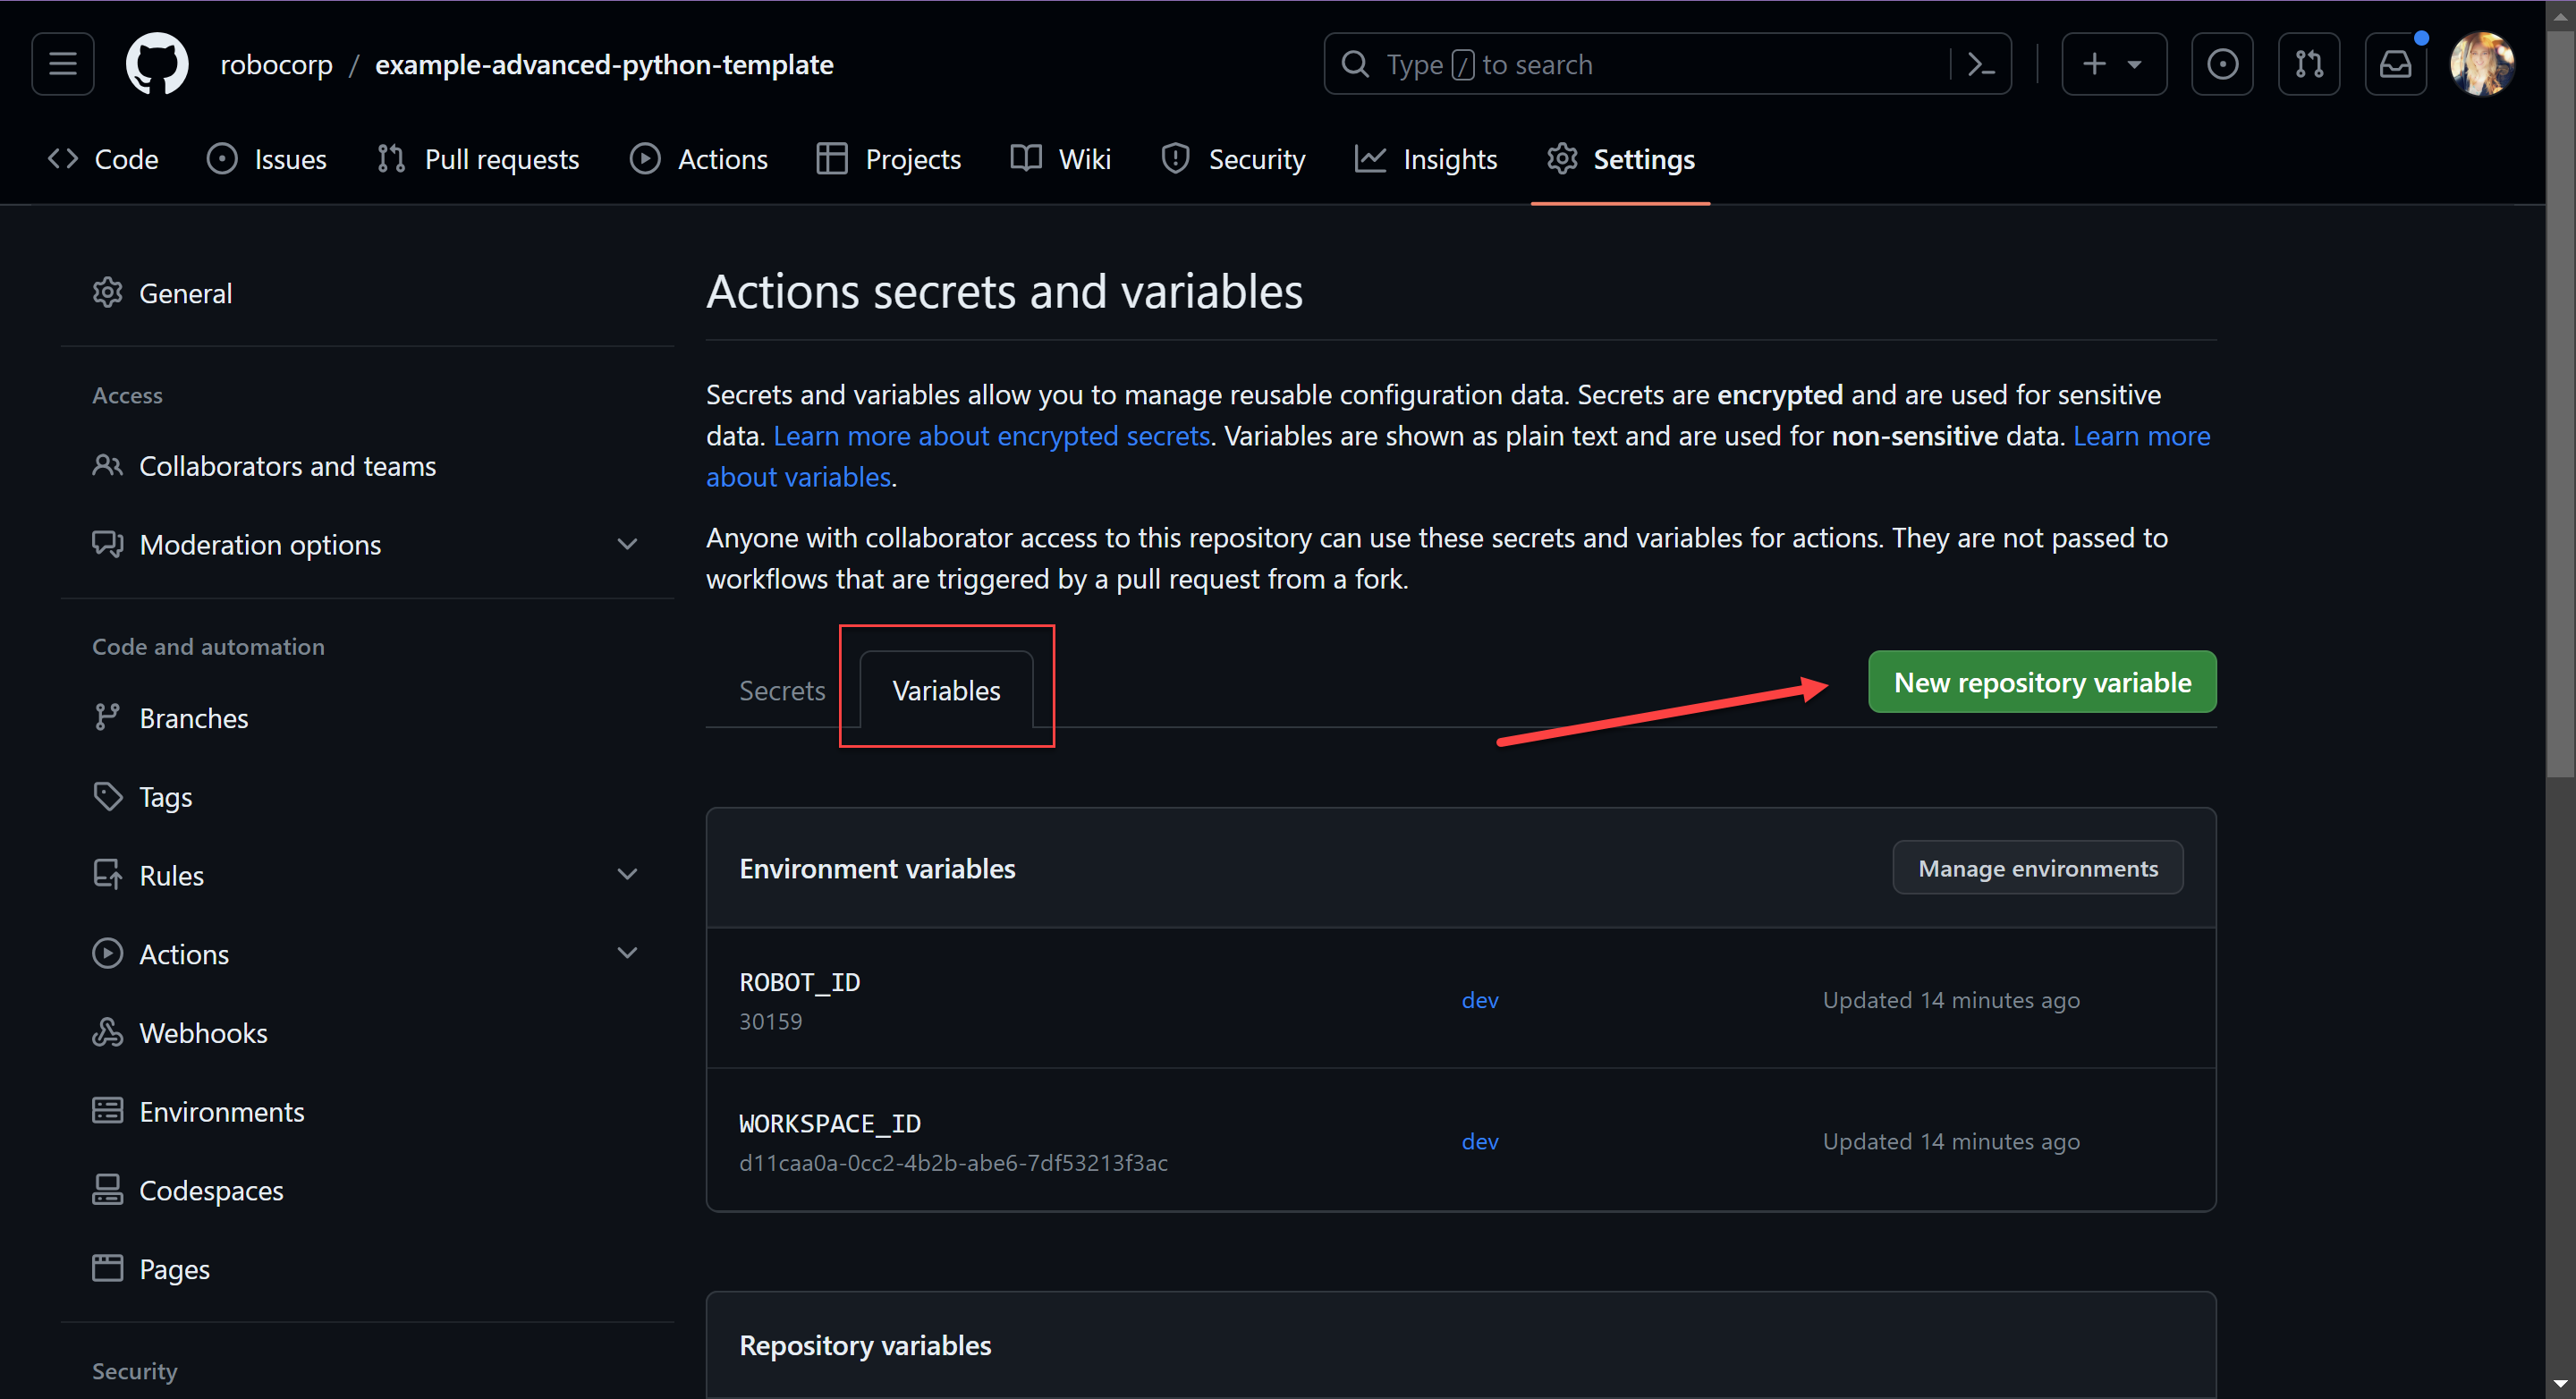 robocorp / example-advanced-python-template
Type / to search
Code
Issues
Pull requests
Actions
Projects
Wiki
Security
Insights
Settings
General
Access
Collaborators and teams
Moderation options
Code and automation
Branches
Tags
Rules
Actions
Webhooks
Environments
Codespaces
Pages
Security
Actions secrets and variables
Secrets and variables allow you to manage reusable configuration data. Secrets are encrypted and are used for sensitive
data. Learn more about encrypted secrets. Variables are shown as plain text and are used for non-sensitive data. Learn more
about variables.
Anyone with collaborator access to this repository can use these secrets and variables for actions. They are not passed to
workflows that are triggered by a pull request from a fork.
Secrets
Variables
New repository variable
Environment variables
Manage environments
ROBOT_ID
30159
dev
Updated 14 minutes ago
WORKSPACE_ID
d11caa0a-0cc2-4b2b-abe6-7df53213f3ac
dev
Updated 14 minutes ago
Repository variables